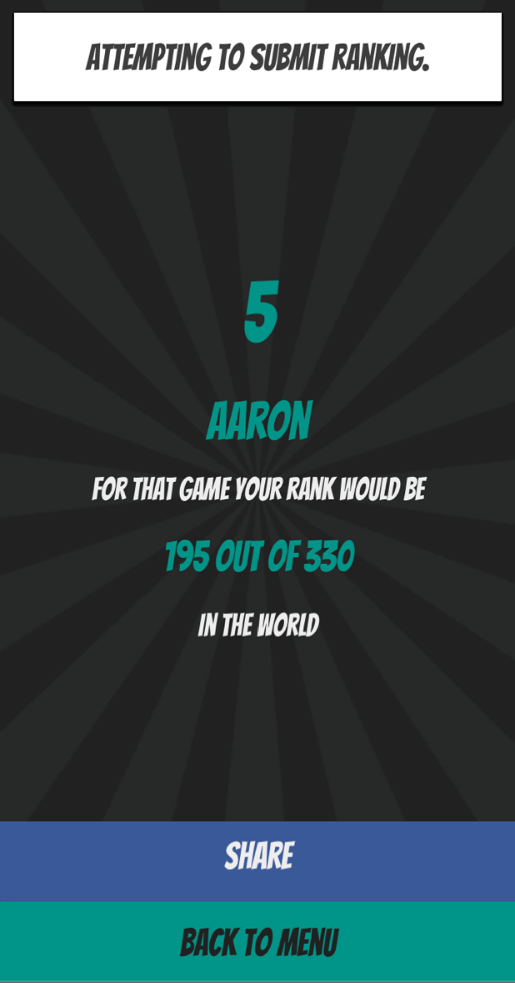 ATTEMPTING TO SUBMIT RANKING.
5
AARON
FOR THAT GAME YOUR RANK WOULD BE
195 OUT OF 330
IN THE WORLD
SHARE
BACK TO MENU